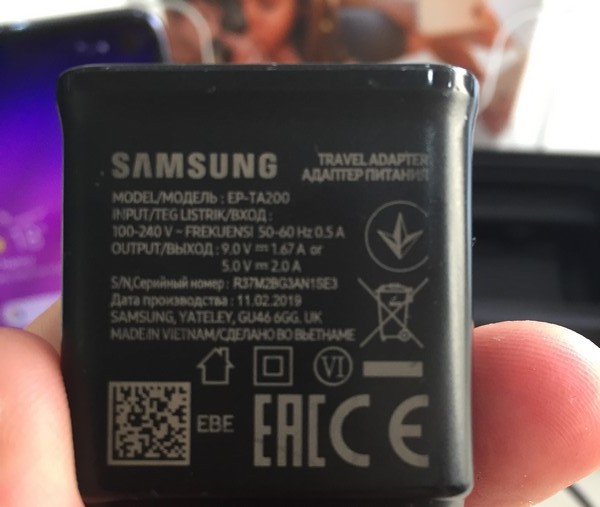 SAMSUNG
TRAVEL ADAPTER
АДАПТЕР ПИТАНИЯ
MODEL/МОДЕЛЬ : EP-TA200
INPUT/TEG LISTRIK/ВХОД :
100-240 V ~ FREKUENSI 50-60 Hz 0.5 A
OUTPUT/ВЫХОД : 9.0 V ⎓ 1.67 A or
5.0 V ⎓ 2.0 A
S/N,Серийный номер : R37M2BG3AN1SE3
Дата производства : 11.02.2019
SAMSUNG, YATELEY, GU46 6GG. UK
MADE IN VIETNAM/СДЕЛАНО ВО ВЬЕТНАМЕ
VI
EBE
EAC CE